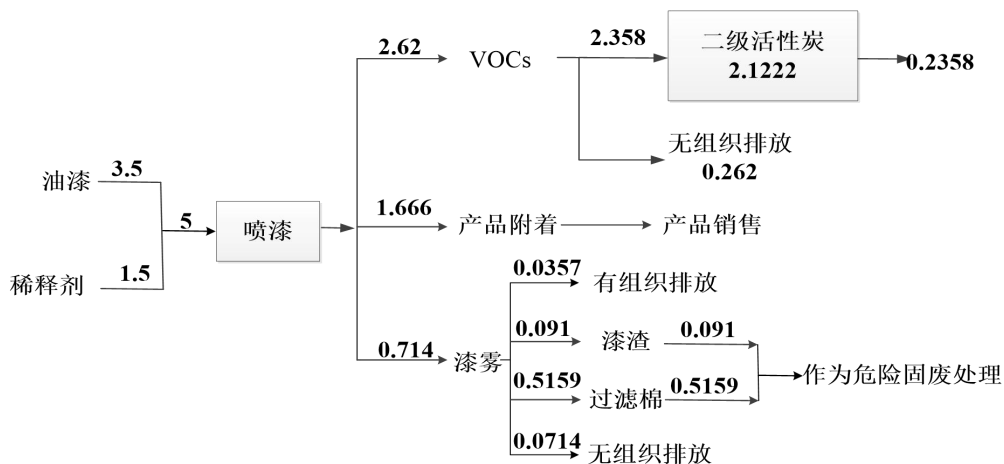 2.62
VOCs
2.358
二级活性炭
2.1222
0.2358
无组织排放
0.262
油漆
3.5
5
喷漆
1.666
产品附着
产品销售
稀释剂
1.5
0.714
漆雾
0.0357
有组织排放
0.091
漆渣
0.091
0.5159
过滤棉
0.5159
作为危险固废处理
0.0714
无组织排放